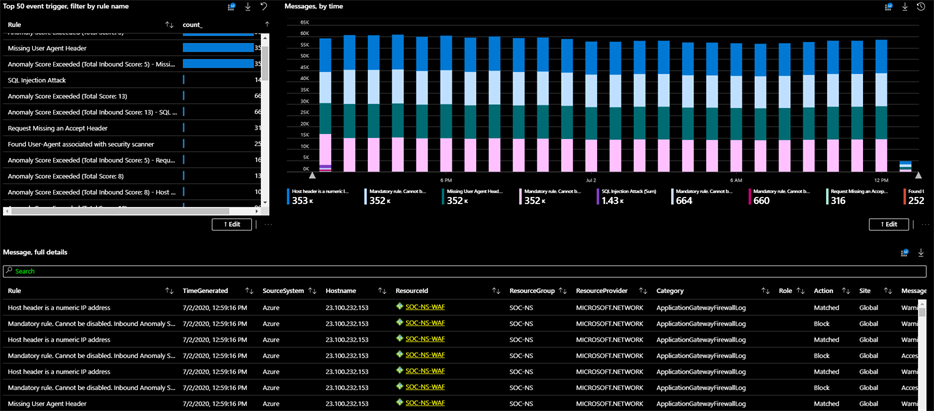 Top 50 event trigger, filter by rule name
Rule count_
Missing User Agent Header 35
Anomaly Score Exceeded (Total Inbound Score: 5) - Missi... 35
SQL Injection Attack 14
Anomaly Score Exceeded (Total Score: 13) 66
Anomaly Score Exceeded (Total Inbound Score: 13) - SQL ... 66
Request Missing an Accept Header 31
Found User-Agent associated with security scanner 25
Anomaly Score Exceeded (Total Inbound Score: 5) - Requ... 16
Anomaly Score Exceeded (Total Score: 8) 13
Anomaly Score Exceeded (Total Inbound Score: 8) - Host ... 10
↑ Edit ...
Messages, by time
65K
60K
55K
50K
45K
40K
35K
30K
25K
20K
15K
10K
5K
0K
6 PM Jul 2 6 AM 12 PM
Host header is a numeric I... Mandatory rule. Cannot b... Missing User Agent Head... Mandatory rule. Cannot b... SQL Injection Attack (Sum) Mandatory rule. Cannot b... Mandatory rule. Cannot b... Request Missing an Accep... Found
353 K 352 K 352 K 352 K 1.43 K 664 660 316 252
↑ Edit ...
Message, full details
Search
Rule TimeGenerated SourceSystem Hostname ResourceId ResourceGroup ResourceProvider Category Role Action Site Message
Host header is a numeric IP address 7/2/2020, 12:59:16 PM Azure 23.100.232.153 SOC-NS-WAF SOC-NS MICROSOFT.NETWORK ApplicationGatewayFirewallLog Matched Global Warni
Mandatory rule. Cannot be disabled. Inbound Anomaly S... 7/2/2020, 12:59:16 PM Azure 23.100.232.153 SOC-NS-WAF SOC-NS MICROSOFT.NETWORK ApplicationGatewayFirewallLog Block Global Access
Host header is a numeric IP address 7/2/2020, 12:59:16 PM Azure 23.100.232.153 SOC-NS-WAF SOC-NS MICROSOFT.NETWORK ApplicationGatewayFirewallLog Matched Global Warni
Mandatory rule. Cannot be disabled. Inbound Anomaly S... 7/2/2020, 12:59:16 PM Azure 23.100.232.153 SOC-NS-WAF SOC-NS MICROSOFT.NETWORK ApplicationGatewayFirewallLog Block Global Access
Host header is a numeric IP address 7/2/2020, 12:59:16 PM Azure 23.100.232.153 SOC-NS-WAF SOC-NS MICROSOFT.NETWORK ApplicationGatewayFirewallLog Matched Global Warni
Mandatory rule. Cannot be disabled. Inbound Anomaly S... 7/2/2020, 12:59:16 PM Azure 23.100.232.153 SOC-NS-WAF SOC-NS MICROSOFT.NETWORK ApplicationGatewayFirewallLog Block Global Access
Missing User Agent Header 7/2/2020, 12:59:16 PM Azure 23.100.232.153 SOC-NS-WAF SOC-NS MICROSOFT.NETWORK ApplicationGatewayFirewallLog Matched Global Warni